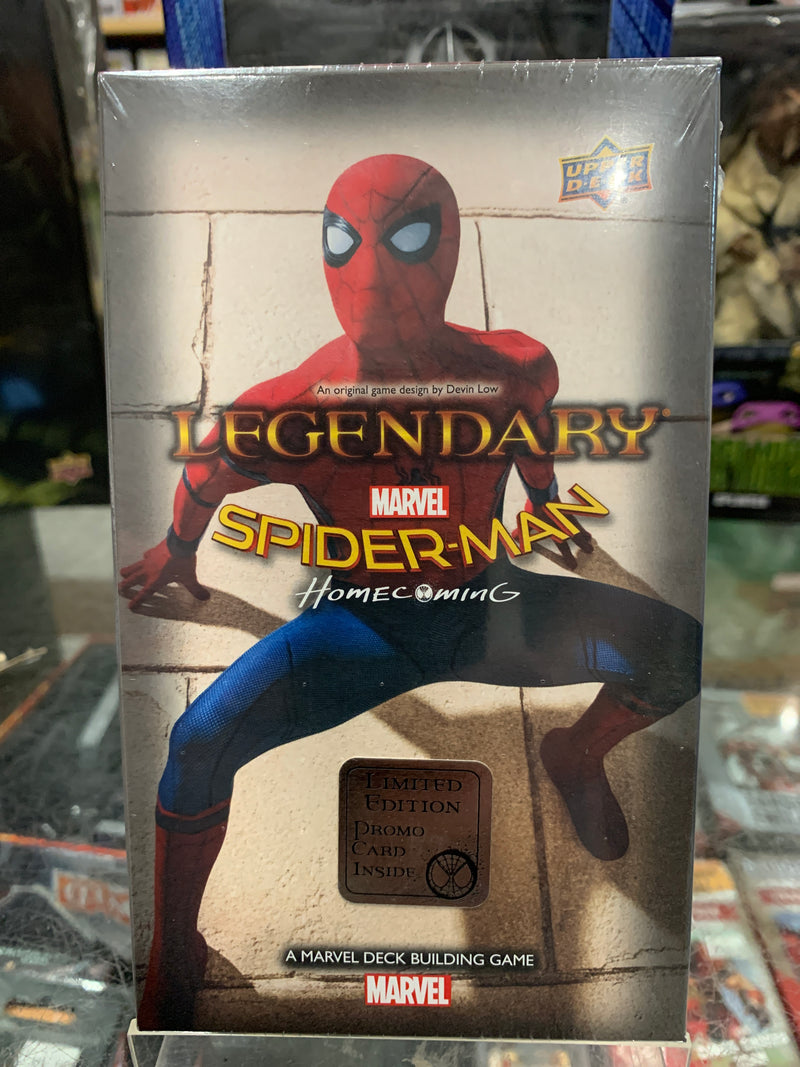 UPPER
DECK
An original game design by Devin Low
LEGENDARY®
MARVEL
SPIDER-MAN
HOMECOMING
LIMITED
EDITION
PROMO
CARD
INSIDE
A MARVEL DECK BUILDING GAME
MARVEL